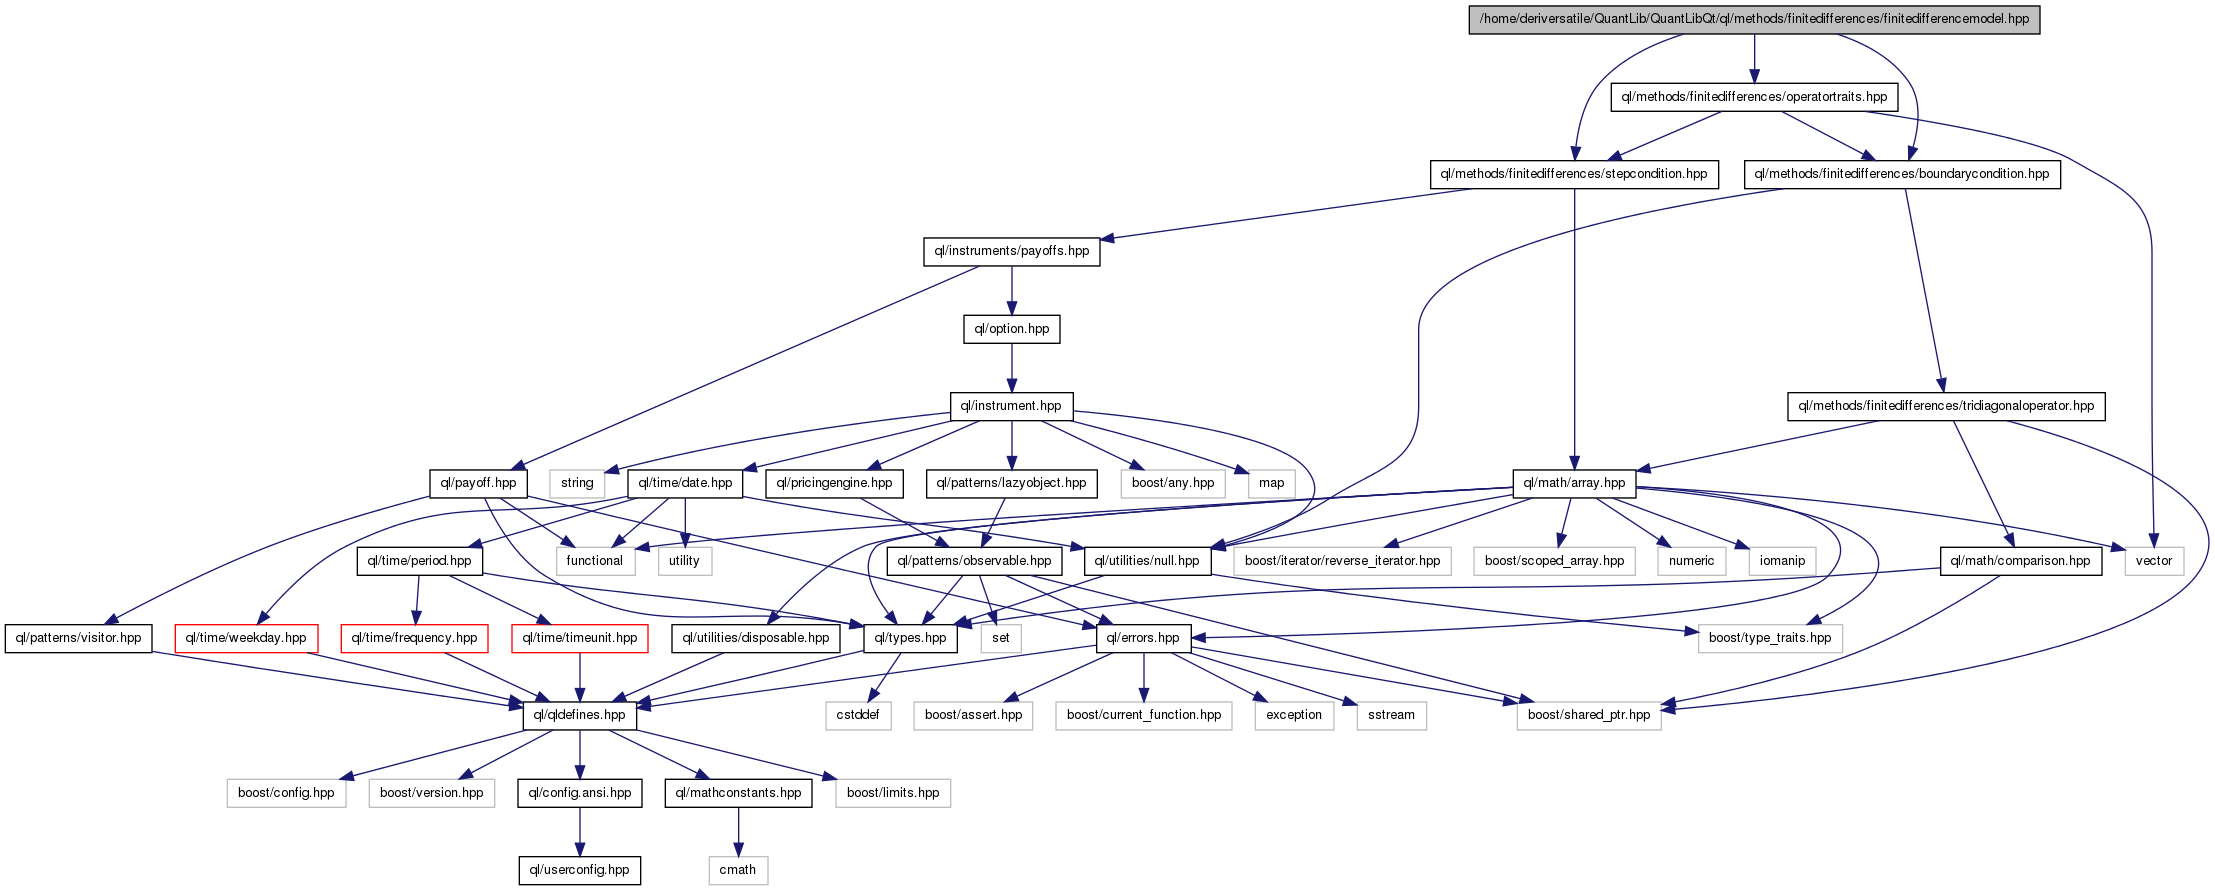 /home/deriversatile/QuantLib/QuantLibQt/ql/methods/finitedifferences/finitedifferencemodel.hpp
ql/methods/finitedifferences/operatortraits.hpp
ql/methods/finitedifferences/stepcondition.hpp
ql/methods/finitedifferences/boundarycondition.hpp
ql/instruments/payoffs.hpp
ql/option.hpp
ql/instrument.hpp
ql/methods/finitedifferences/tridiagonaloperator.hpp
ql/payoff.hpp
string
ql/time/date.hpp
ql/pricingengine.hpp
ql/patterns/lazyobject.hpp
boost/any.hpp
map
ql/math/array.hpp
ql/time/period.hpp
functional
utility
ql/patterns/observable.hpp
ql/utilities/null.hpp
boost/iterator/reverse_iterator.hpp
boost/scoped_array.hpp
numeric
iomanip
ql/math/comparison.hpp
vector
ql/patterns/visitor.hpp
ql/time/weekday.hpp
ql/time/frequency.hpp
ql/time/timeunit.hpp
ql/utilities/disposable.hpp
ql/types.hpp
set
ql/errors.hpp
boost/type_traits.hpp
ql/qldefines.hpp
cstddef
boost/assert.hpp
boost/current_function.hpp
exception
sstream
boost/shared_ptr.hpp
boost/config.hpp
boost/version.hpp
ql/config.ansi.hpp
ql/mathconstants.hpp
boost/limits.hpp
ql/userconfig.hpp
cmath